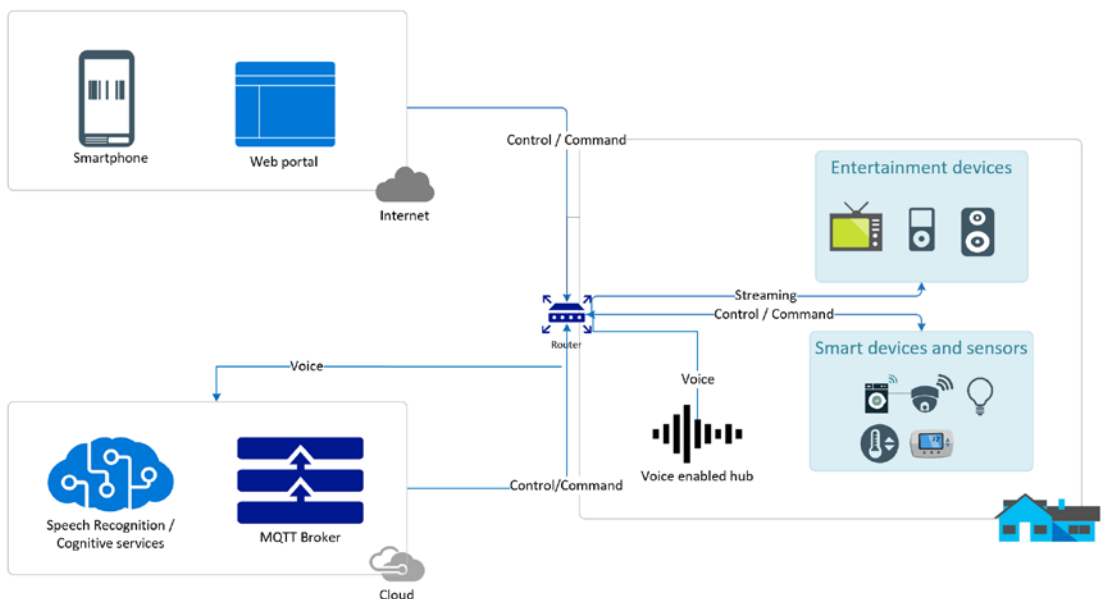 Smartphone
Web portal
Internet
Control / Command
Entertainment devices
Streaming
Control / Command
Router
Smart devices and sensors
Voice
Voice
Voice enabled hub
Control/Command
Speech Recognition /
Cognitive services
MQTT Broker
Cloud